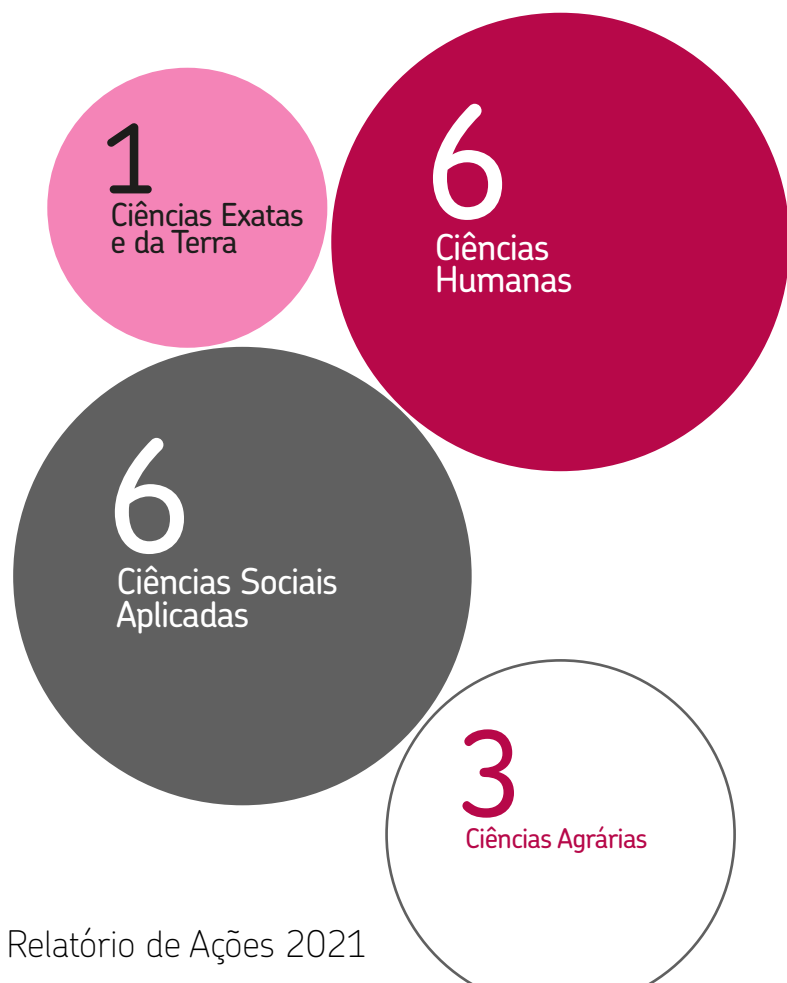 1
Ciências Exatas
e da Terra
6
Ciências
Humanas
6
Ciências Sociais
Aplicadas
3
Ciências Agrárias
Relatório de Ações 2021